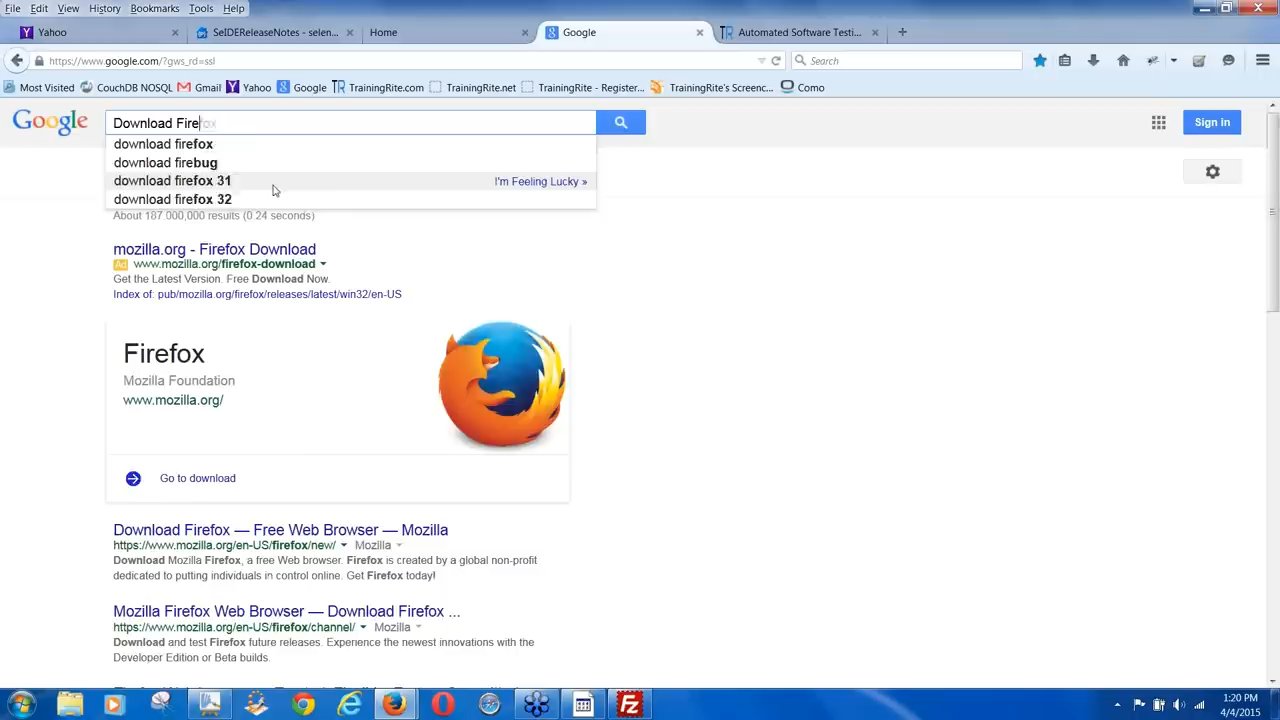 File Edit View History Bookmarks Tools Help
Yahoo × SeIDEReleaseNotes - selen... × Home × Google × Automated Software Testi... × +
https://www.google.com/?gws_rd=ssl Search
Most Visited CouchDB NOSQL Gmail Yahoo Google TrainingRite.com TrainingRite.net TrainingRite - Register... TrainingRite's Screenc... Como
Google Download Firefox Sign in
download firefox
download firebug
download firefox 31 I'm Feeling Lucky »
download firefox 32
About 187,000,000 results (0.24 seconds)
mozilla.org - Firefox Download
Ad www.mozilla.org/firefox-download
Get the Latest Version. Free Download Now.
Index of: pub/mozilla.org/firefox/releases/latest/win32/en-US
Firefox
Mozilla Foundation
www.mozilla.org/
Go to download
Download Firefox — Free Web Browser — Mozilla
https://www.mozilla.org/en-US/firefox/new/ Mozilla
Download Mozilla Firefox, a free Web browser. Firefox is created by a global non-profit
dedicated to putting individuals in control online. Get Firefox today!
Mozilla Firefox Web Browser — Download Firefox ...
https://www.mozilla.org/en-US/firefox/channel/ Mozilla
Download and test Firefox future releases. Experience the newest innovations with the
Developer Edition or Beta builds.
Fz
1:20 PM
4/4/2015